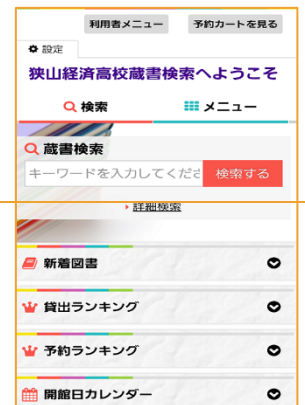 利用者メニュー 予約カートを見る
設定
狭山経済高校蔵書検索へようこそ
検索 メニュー
蔵書検索
キーワードを入力してくださ 検索する
詳細検索
新着図書
貸出ランキング
予約ランキング
開館日カレンダー